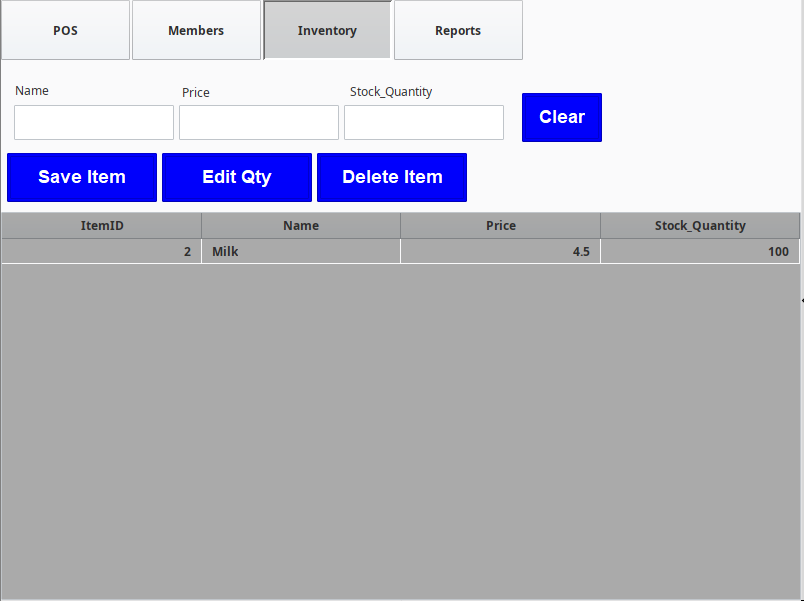 POS Members Inventory Reports
Name Price Stock_Quantity
Clear
Save Item Edit Qty Delete Item
ItemID Name Price Stock_Quantity
2 Milk 4.5 100